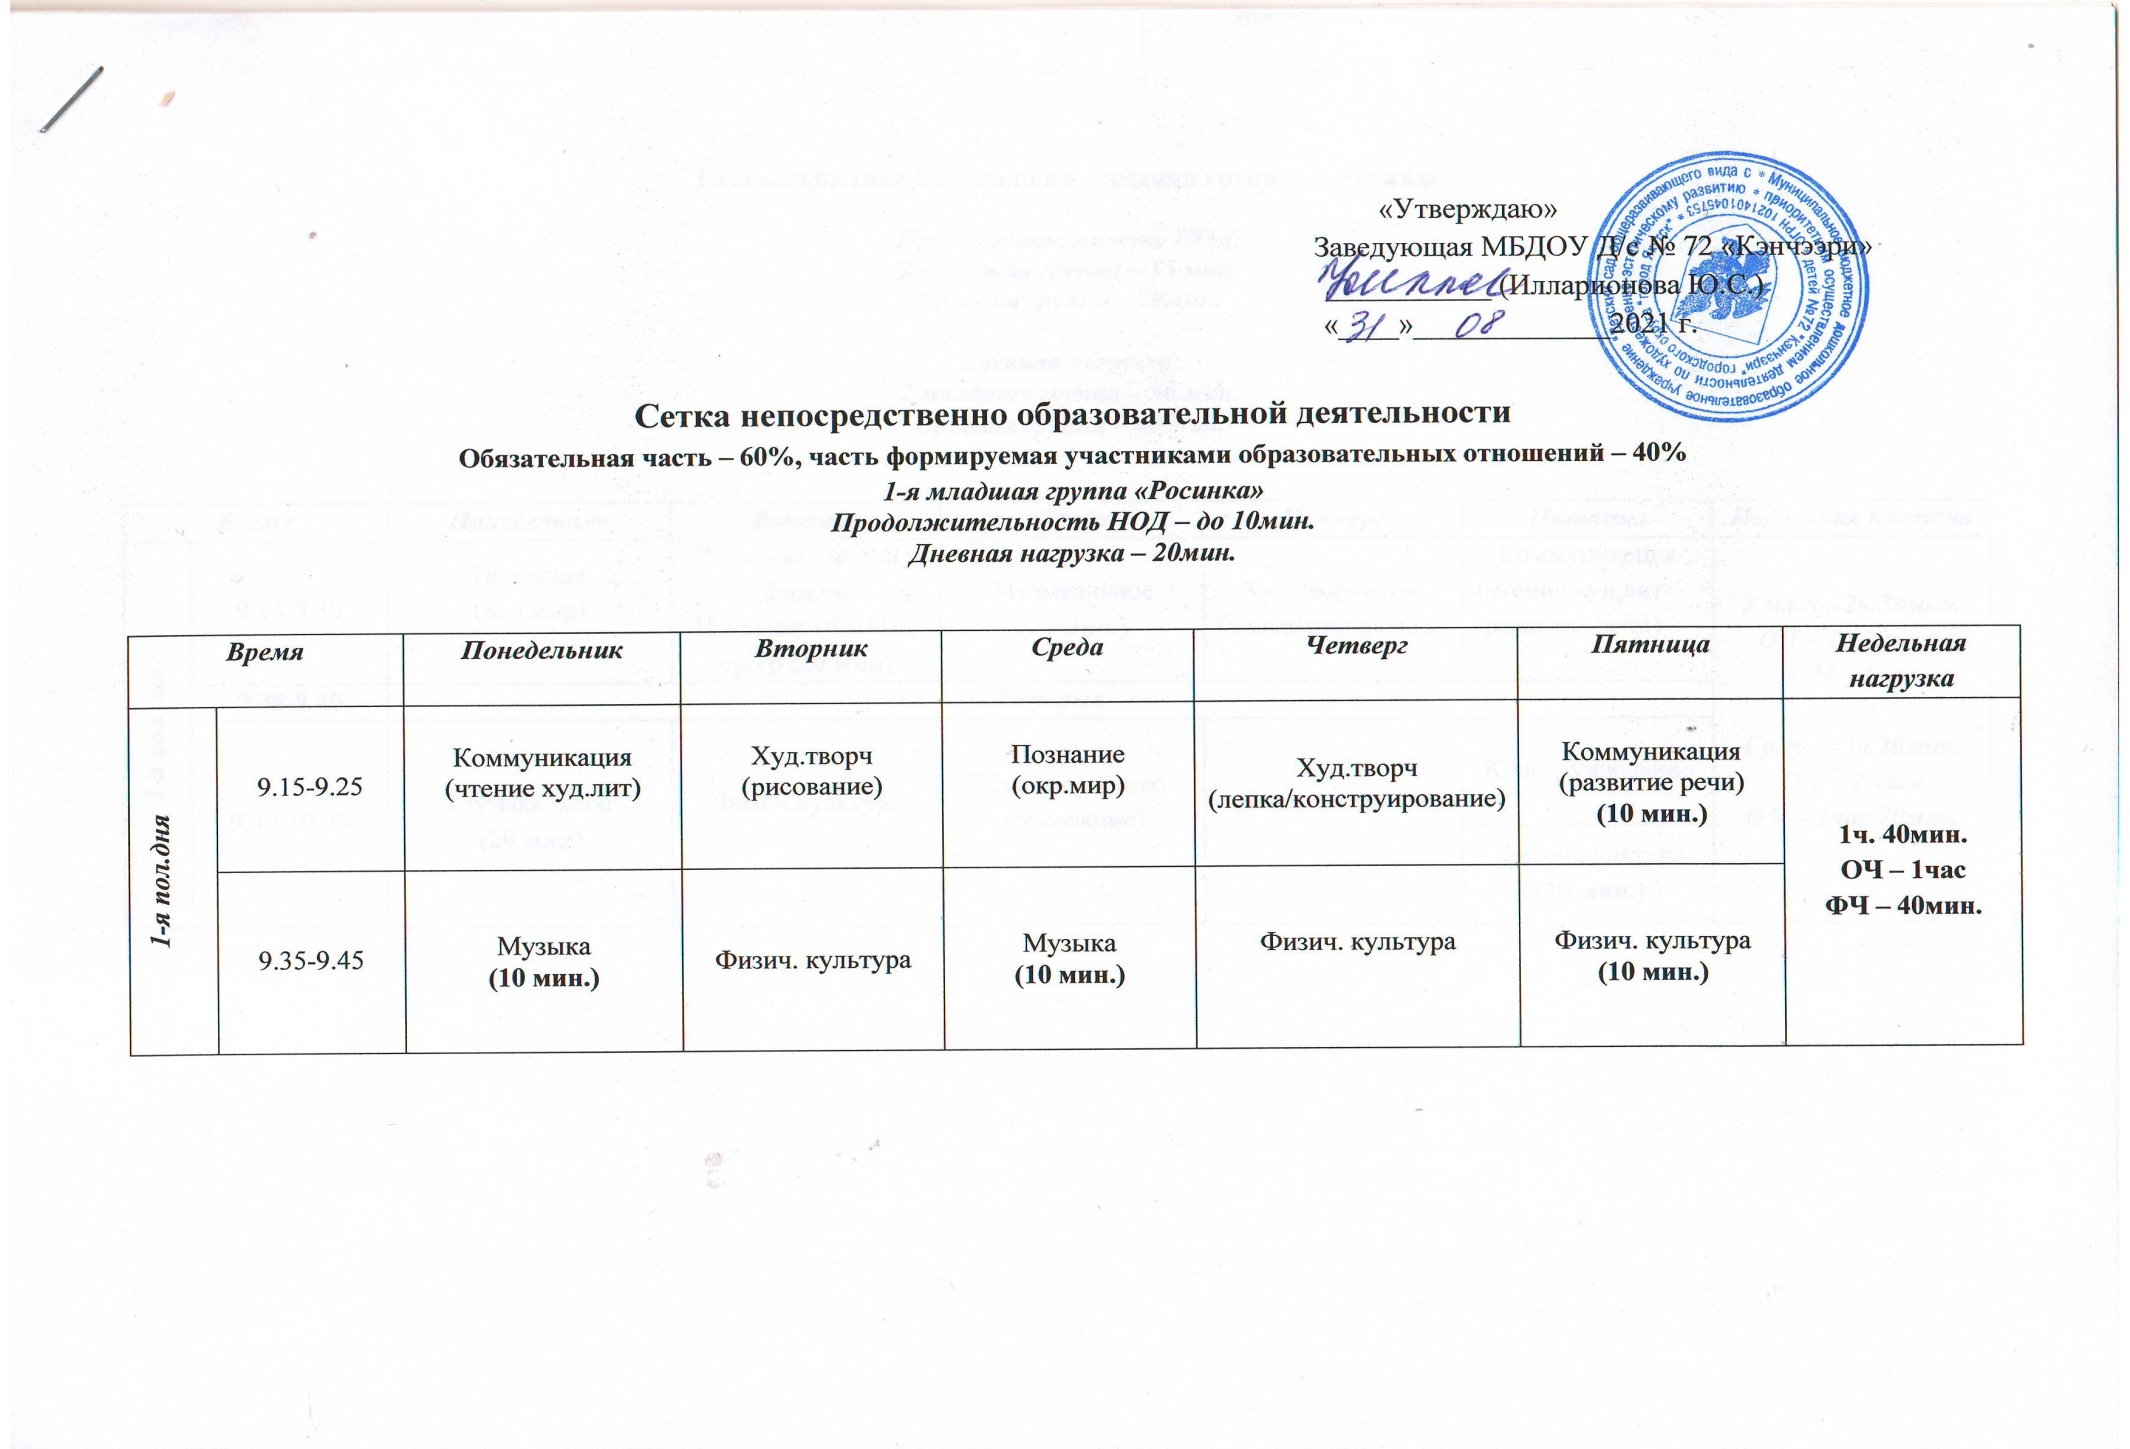 «Утверждаю»
Заведующая МБДОУ Д/с № 72 «Кэнчээри»
____________(Илларионова Ю.С.)
«31» 08 2021 г.
Сетка непосредственно образовательной деятельности
Обязательная часть – 60%, часть формируемая участниками образовательных отношений – 40%
1-я младшая группа «Росинка»
Продолжительность НОД – до 10мин.
Дневная нагрузка – 20мин.
Время
Понедельник
Вторник
Среда
Четверг
Пятница
Недельная
нагрузка
1-я пол.дня
9.15-9.25
Коммуникация
(чтение худ.лит)
Худ.творч
(рисование)
Познание
(окр.мир)
Худ.творч
(лепка/конструирование)
Коммуникация
(развитие речи)
(10 мин.)
1ч. 40мин.
ОЧ – 1час
ФЧ – 40мин.
9.35-9.45
Музыка
(10 мин.)
Физич. культура
Музыка
(10 мин.)
Физич. культура
Физич. культура
(10 мин.)